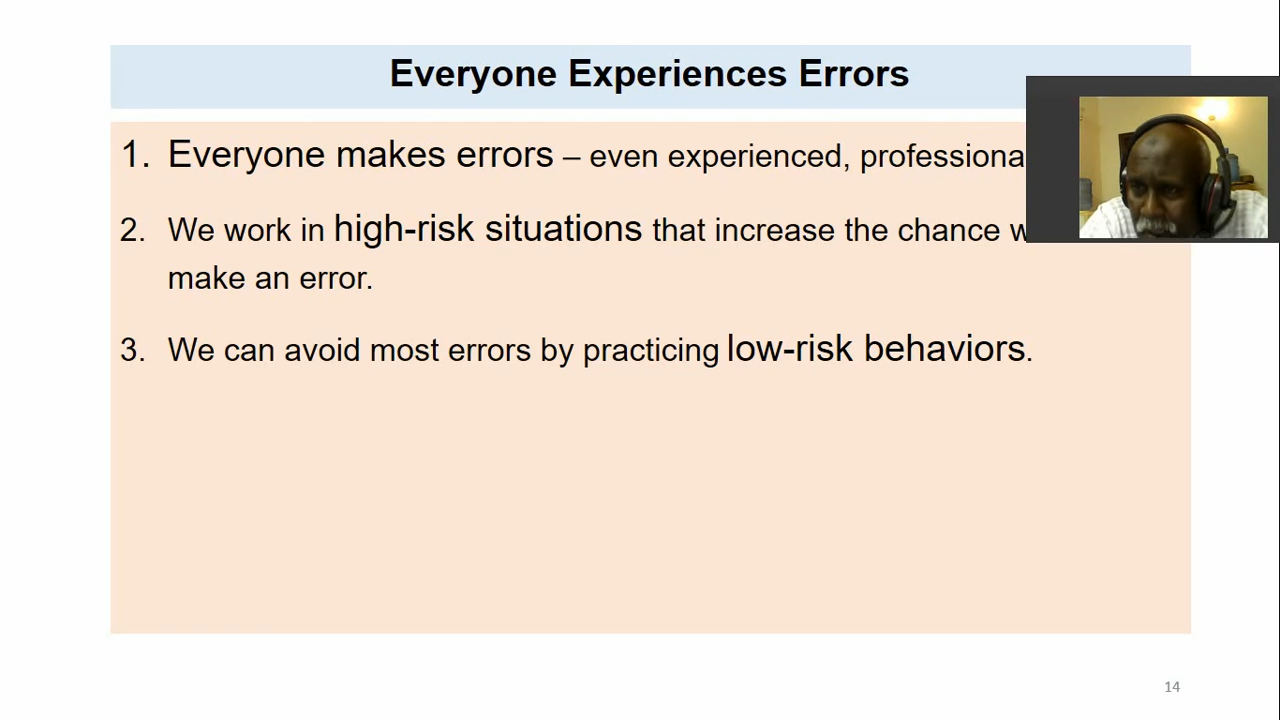 Everyone Experiences Errors
1. Everyone makes errors – even experienced,
2. We work in high-risk situations that increase the chance
make an error.
3. We can avoid most errors by practicing low-risk behaviors.
14